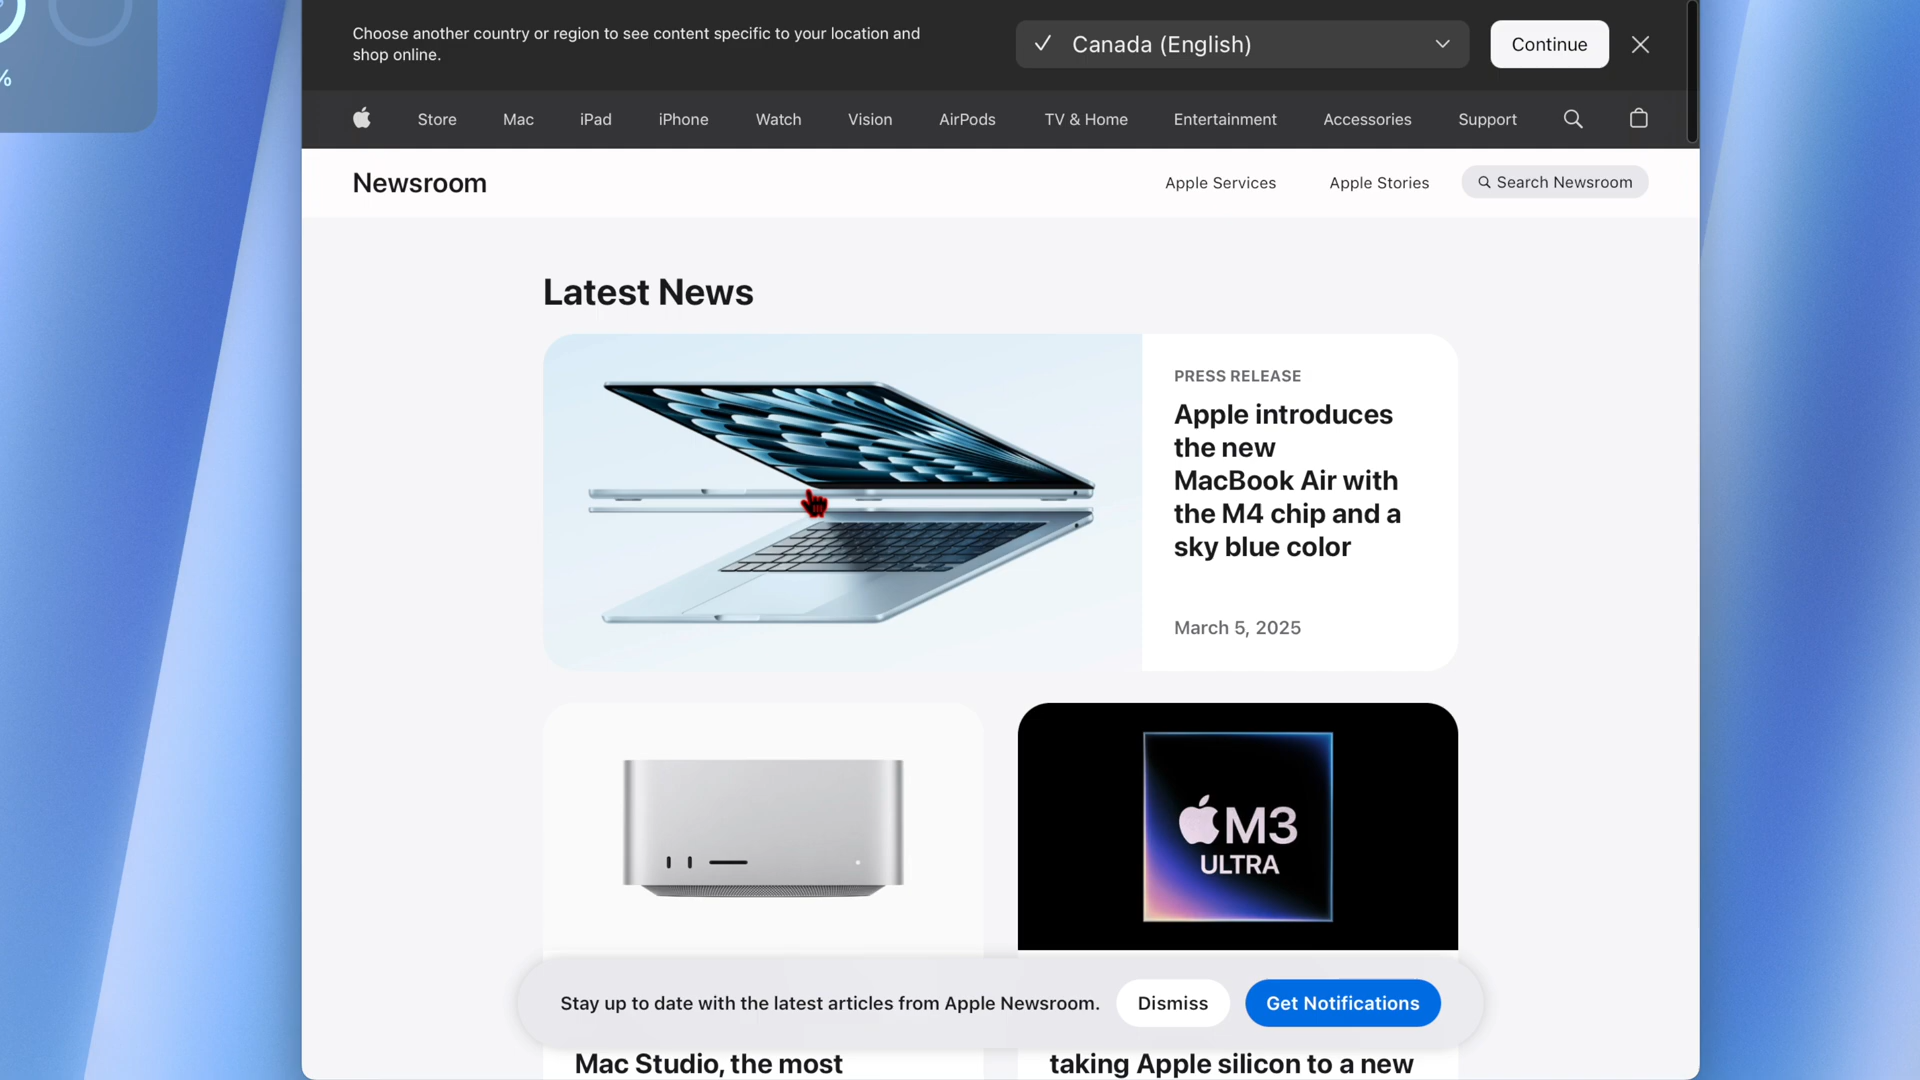 %
Choose another country or region to see content specific to your location and
shop online.
Canada (English)
Continue
Store Mac iPad iPhone Watch Vision AirPods TV & Home Entertainment Accessories Support
Newsroom
Apple Services
Apple Stories
Search Newsroom
Latest News
PRESS RELEASE
Apple introduces
the new
MacBook Air with
the M4 chip and a
sky blue color
March 5, 2025
M3
ULTRA
Stay up to date with the latest articles from Apple Newsroom.
Dismiss
Get Notifications
Mac Studio, the most
taking Apple silicon to a new